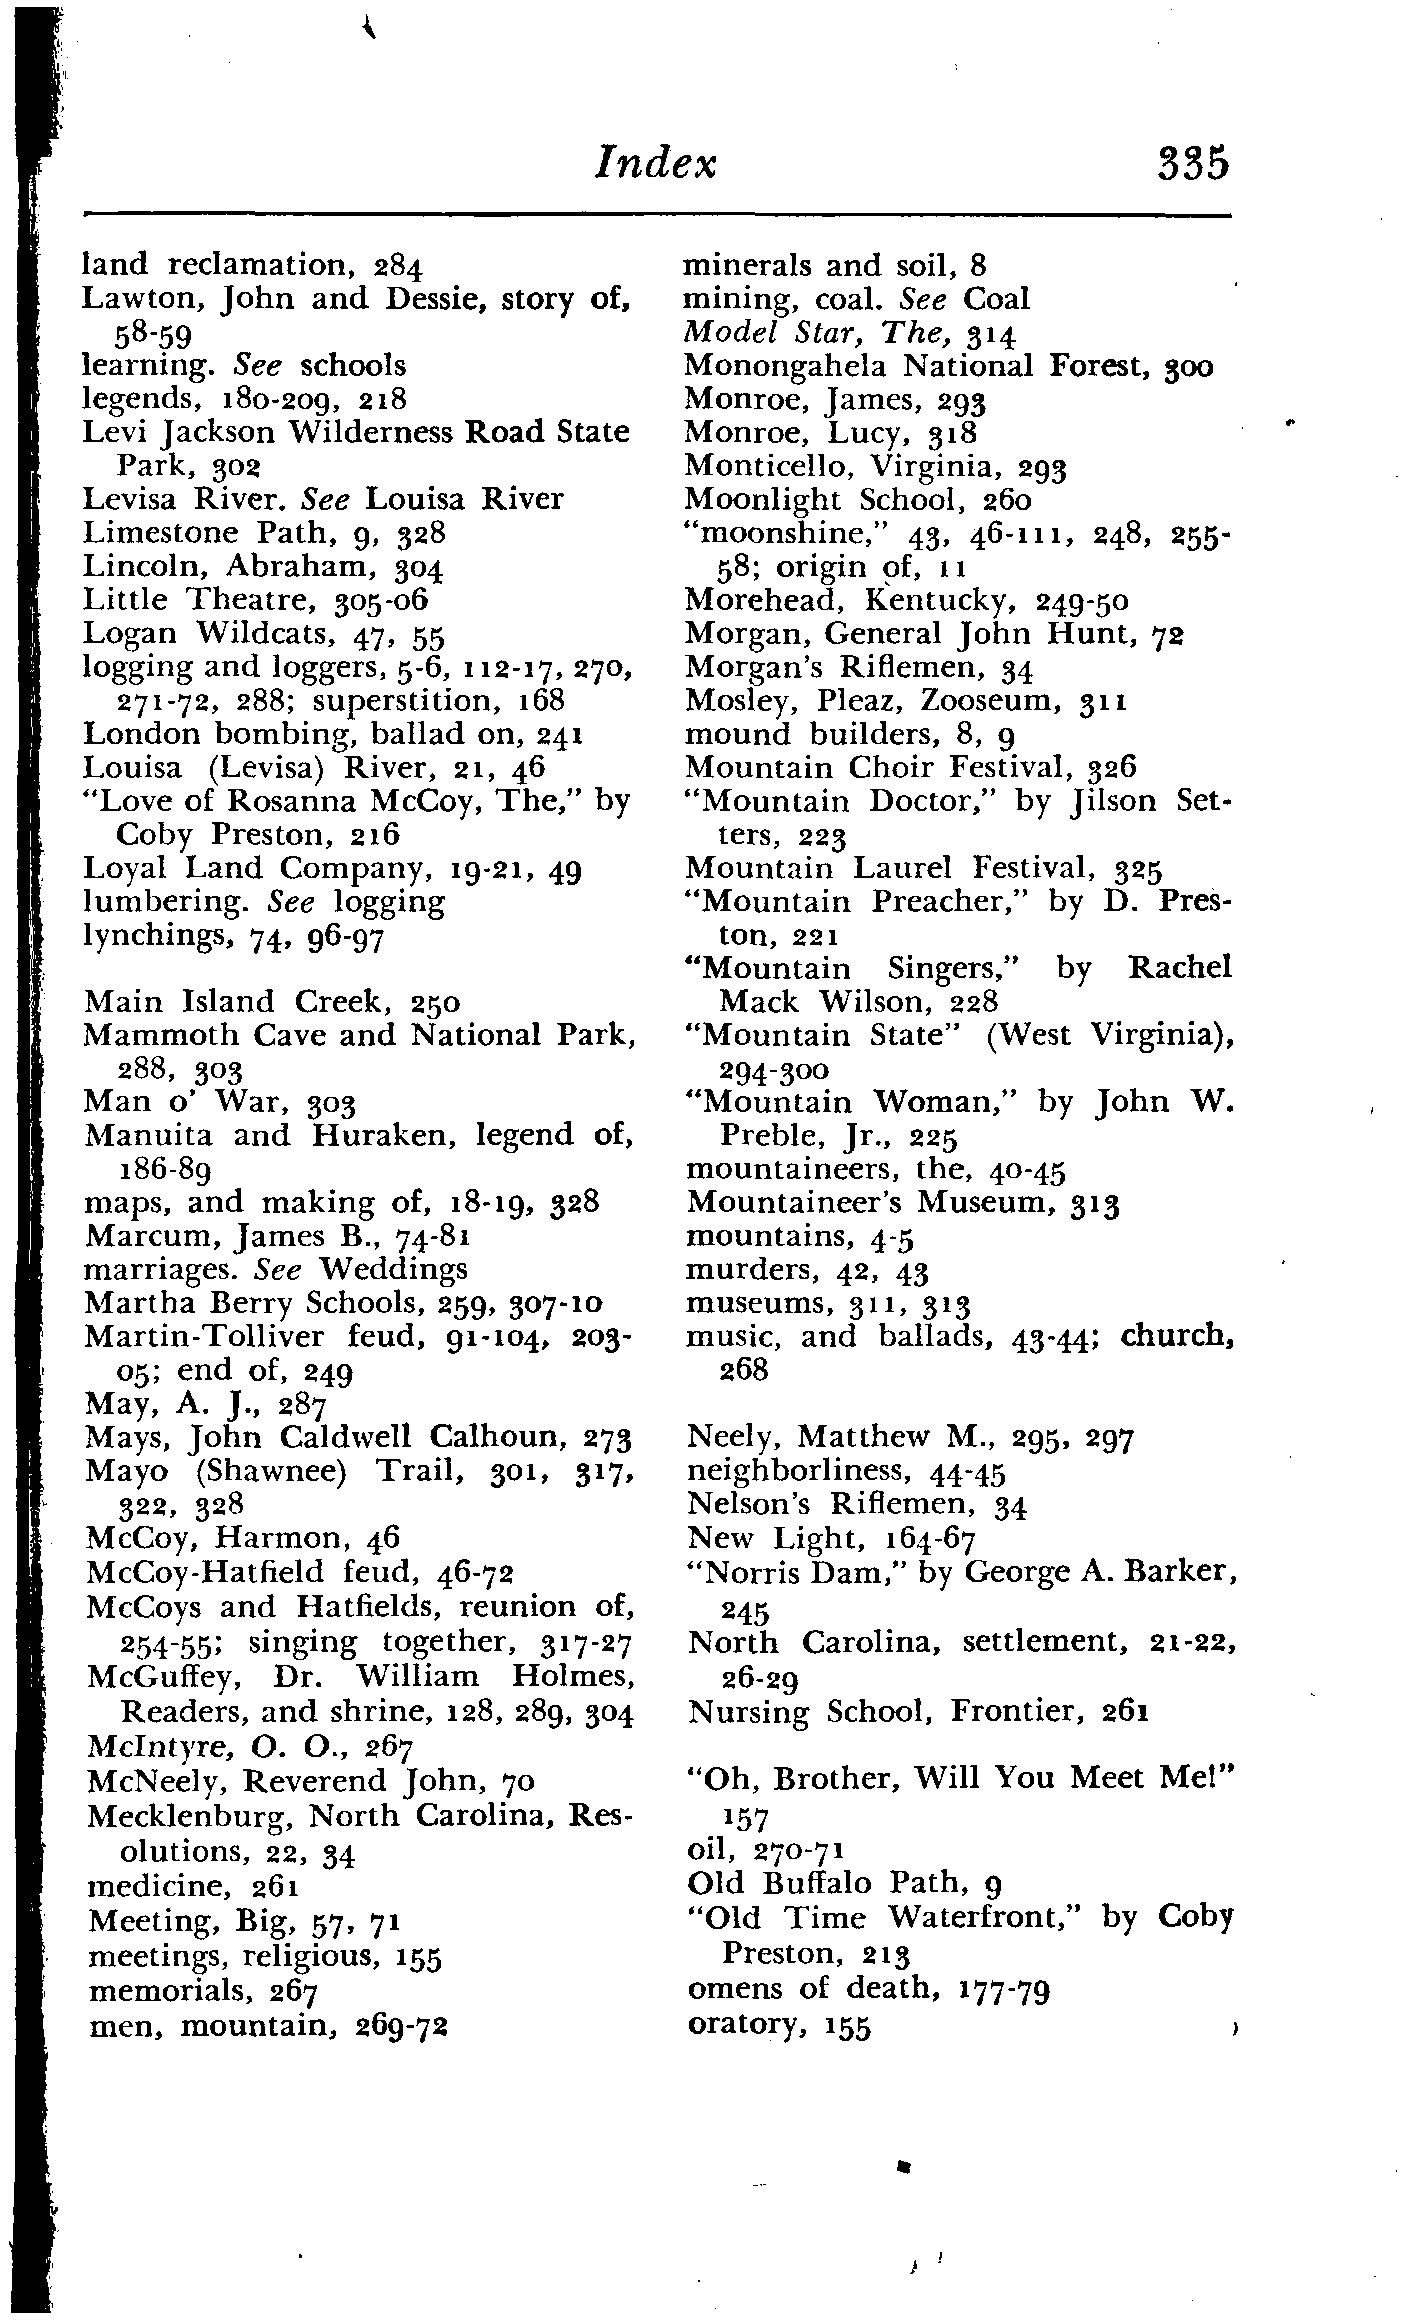 Index 335
land reclamation, 284
Lawton, John and Dessie, story of,
58-59
learning. See schools
legends, 180-209, 218
Levi Jackson Wilderness Road State
Park, 302
Levisa River. See Louisa River
Limestone Path, 9, 328
Lincoln, Abraham, 304
Little Theatre, 305-06
Logan Wildcats, 47, 55
logging and loggers, 5-6, 112-17, 270,
271-72, 288; superstition, 168
London bombing, ballad on, 241
Louisa (Levisa) River, 21, 46
"Love of Rosanna McCoy, The," by
Coby Preston, 216
Loyal Land Company, 19-21, 49
lumbering. See logging
lynchings, 74, 96-97
Main Island Creek, 250
Mammoth Cave and National Park,
288, 303
Man o' War, 303
Manuita and Huraken, legend of,
186-89
maps, and making of, 18-19, 328
Marcum, James B., 74-81
marriages. See Weddings
Martha Berry Schools, 259, 307-10
Martin-Tolliver feud, 91-104, 203-
05; end of, 249
May, A. J., 287
Mays, John Caldwell Calhoun, 273
Mayo (Shawnee) Trail, 301, 317,
322, 328
McCoy, Harmon, 46
McCoy-Hatfield feud, 46-72
McCoys and Hatfields, reunion of,
254-55; singing together, 317-27
McGuffey, Dr. William Holmes,
Readers, and shrine, 128, 289, 304
McIntyre, O. O., 267
McNeely, Reverend John, 70
Mecklenburg, North Carolina, Res-
olutions, 22, 34
medicine, 261
Meeting, Big, 57, 71
meetings, religious, 155
memorials, 267
men, mountain, 269-72
minerals and soil, 8
mining, coal. See Coal
Model Star, The, 314
Monongahela National Forest, 300
Monroe, James, 293
Monroe, Lucy, 318
Monticello, Virginia, 293
Moonlight School, 260
"moonshine," 43, 46-111, 248, 255-
58; origin of, 11
Morehead, Kentucky, 249-50
Morgan, General John Hunt, 72
Morgan's Riflemen, 34
Mosley, Pleaz, Zooseum, 311
mound builders, 8, 9
Mountain Choir Festival, 326
"Mountain Doctor," by Jilson Set-
ters, 223
Mountain Laurel Festival, 325
"Mountain Preacher," by D. Pres-
ton, 221
"Mountain Singers," by Rachel
Mack Wilson, 228
"Mountain State" (West Virginia),
294-300
"Mountain Woman," by John W.
Preble, Jr., 225
mountaineers, the, 40-45
Mountaineer's Museum, 313
mountains, 4-5
murders, 42, 43
museums, 311, 313
music, and ballads, 43-44; church,
268
Neely, Matthew M., 295, 297
neighborliness, 44-45
Nelson's Riflemen, 34
New Light, 164-67
"Norris Dam," by George A. Barker,
245
North Carolina, settlement, 21-22,
26-29
Nursing School, Frontier, 261
"Oh, Brother, Will You Meet Me!"
157
oil, 270-71
Old Buffalo Path, 9
"Old Time Waterfront," by Coby
Preston, 213
omens of death, 177-79
oratory, 155